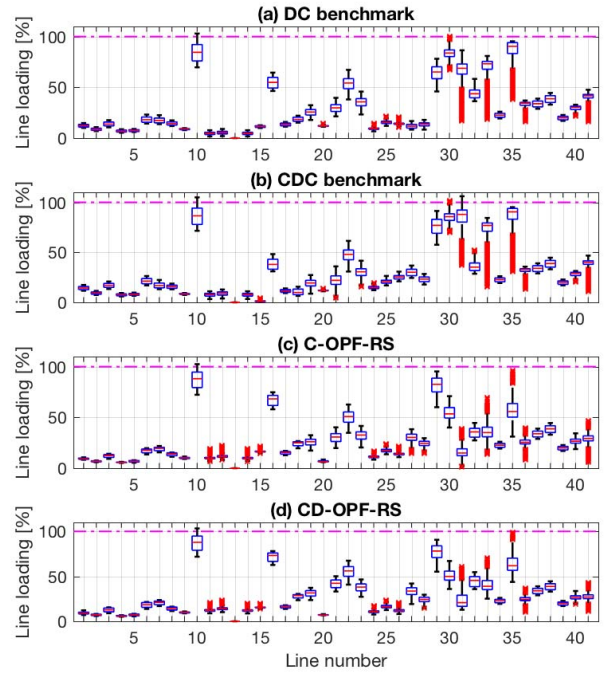 (a) DC benchmark
Line loading [%]
100
50
0
5 10 15 20 25 30 35 40
(b) CDC benchmark
Line loading [%]
100
50
0
5 10 15 20 25 30 35 40
(c) C-OPF-RS
Line loading [%]
100
50
0
5 10 15 20 25 30 35 40
(d) CD-OPF-RS
Line loading [%]
100
50
0
5 10 15 20 25 30 35 40
Line number